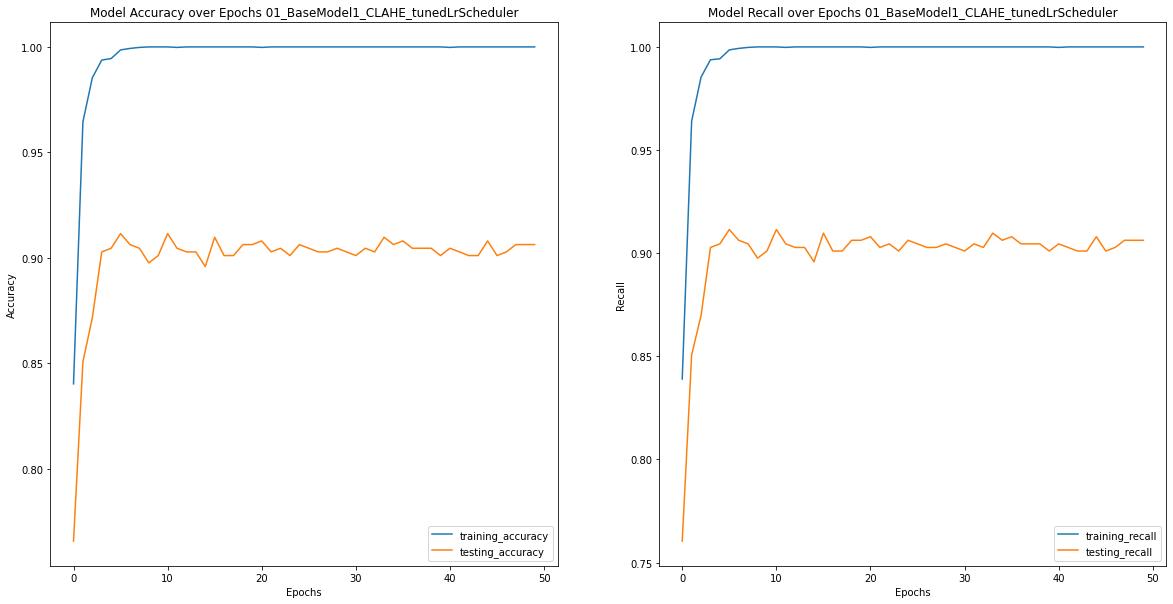 Model Accuracy over Epochs 01_BaseModel1_CLAHE_tunedLrScheduler
1.00
0.95
0.90
0.85
0.80
Accuracy
0
10
20
30
40
50
Epochs
training_accuracy
testing_accuracy
Model Recall over Epochs 01_BaseModel1_CLAHE_tunedLrScheduler
1.00
0.95
0.90
0.85
0.80
0.75
Recall
0
10
20
30
40
50
Epochs
training_recall
testing_recall